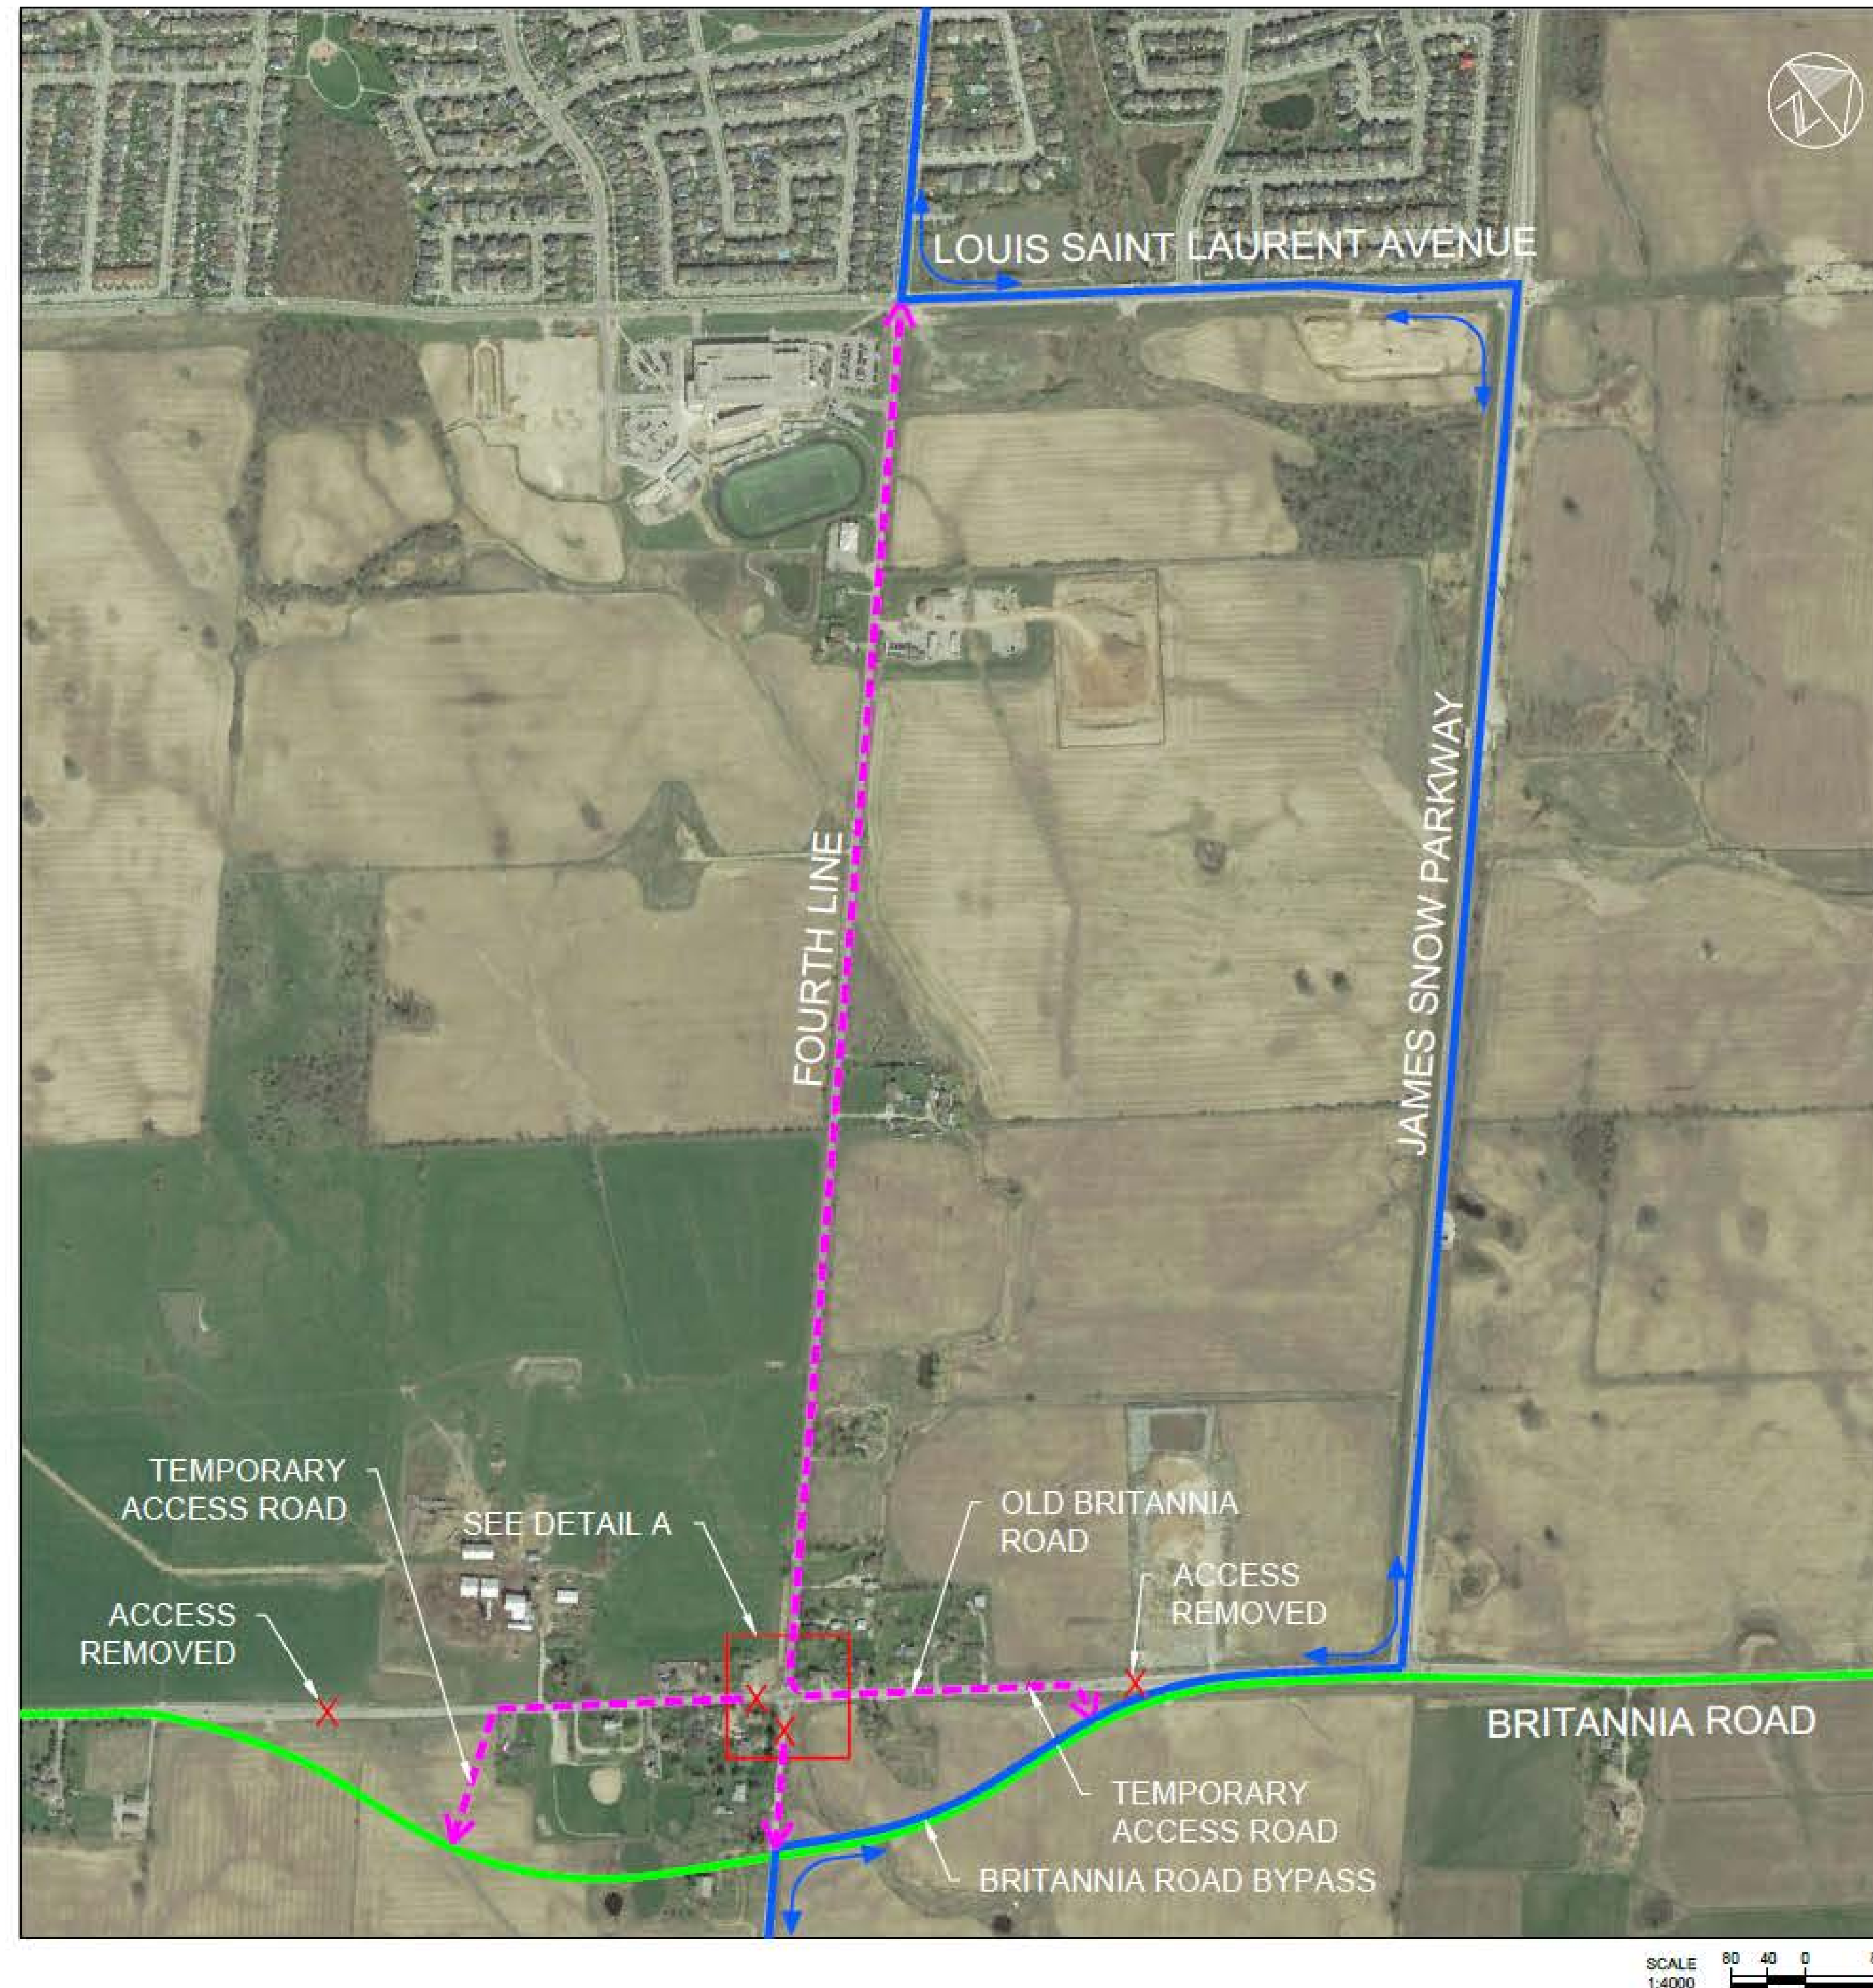 LOUIS SAINT LAURENT AVENUE
FOURTH LINE
JAMES SNOW PARKWAY
TEMPORARY
ACCESS ROAD
SEE DETAIL A
OLD BRITANNIA
ROAD
ACCESS
REMOVED
ACCESS
REMOVED
BRITANNIA ROAD
TEMPORARY
ACCESS ROAD
BRITANNIA ROAD BYPASS
SCALE
1:4000
80 40 0